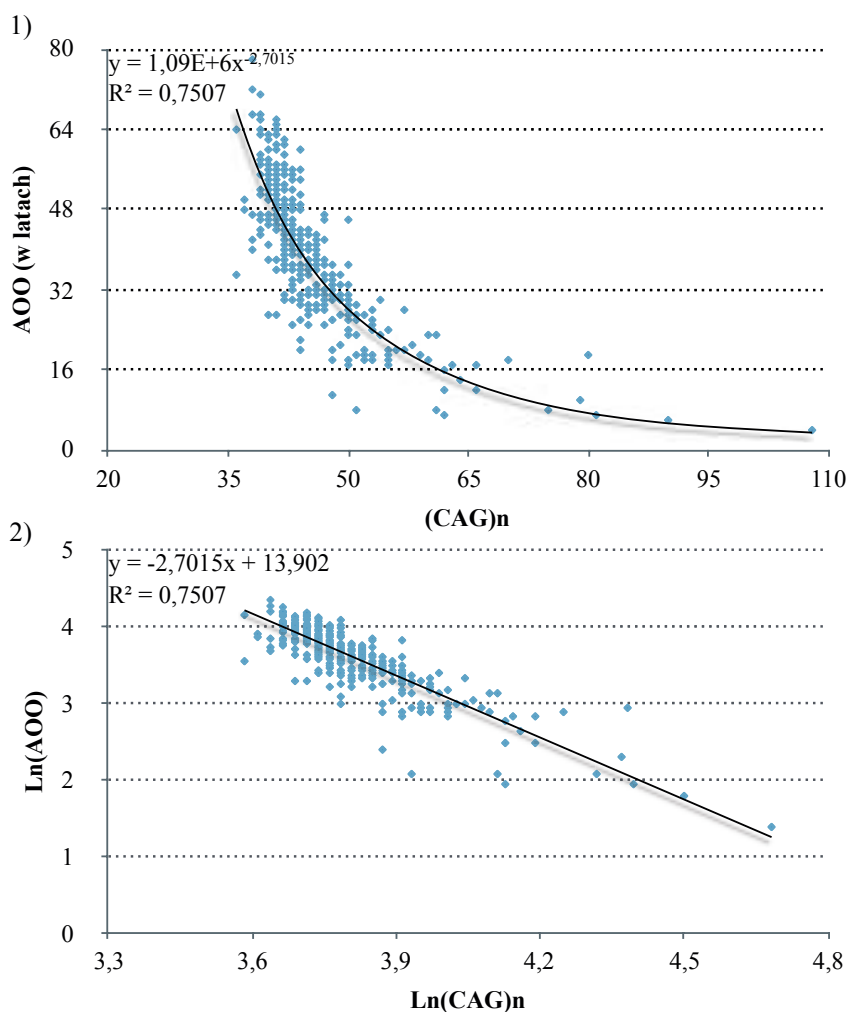 1)
80
y = 1,09E+6x^-2,7015
R² = 0,7507
64
48
32
16
0
AOO (w latach)
20 35 50 65 80 95 110
(CAG)n
2)
5
y = -2,7015x + 13,902
R² = 0,7507
4
3
2
1
0
Ln(AOO)
3,3 3,6 3,9 4,2 4,5 4,8
Ln(CAG)n